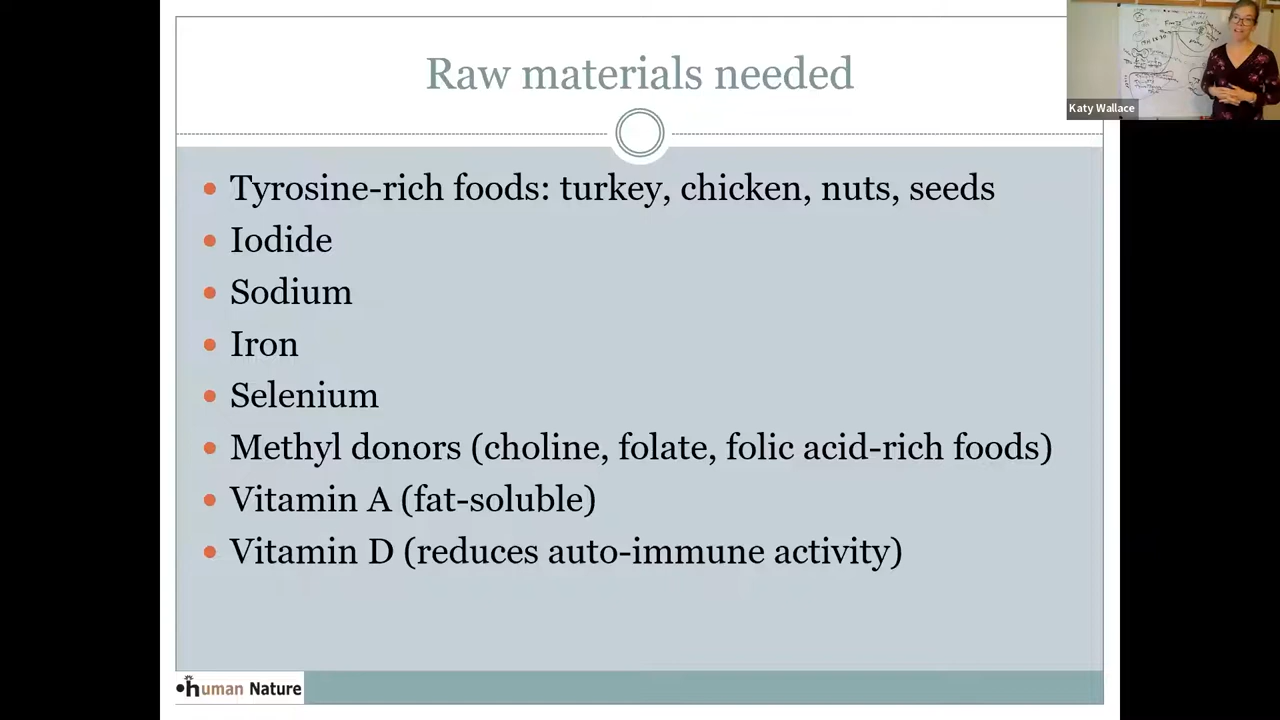 Raw materials needed
Katy Wallace
• Tyrosine-rich foods: turkey, chicken, nuts, seeds
• Iodide
• Sodium
• Iron
• Selenium
• Methyl donors (choline, folate, folic acid-rich foods)
• Vitamin A (fat-soluble)
• Vitamin D (reduces auto-immune activity)
human Nature